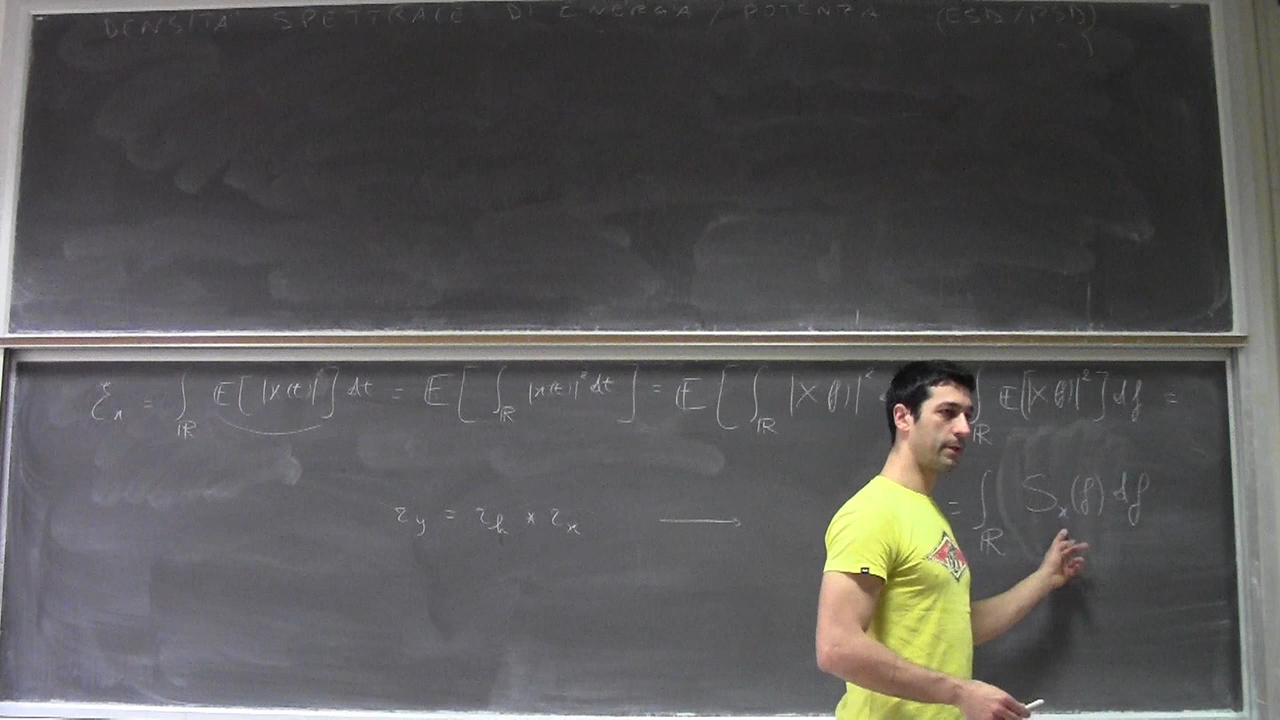 DENSITA' SPETTRALE DI ENERGIA / POTENZA (ESD/PSD)
ℰ_x = ∫_ℝ 𝔼[|x(t)|²] dt = 𝔼[∫_ℝ |x(t)|² dt] = 𝔼[∫_ℝ |X(f)|² ∫_ℝ 𝔼[|X(f)|²] df =
= ∫_ℝ S_x(f) df
r_y = r_h * r_x →